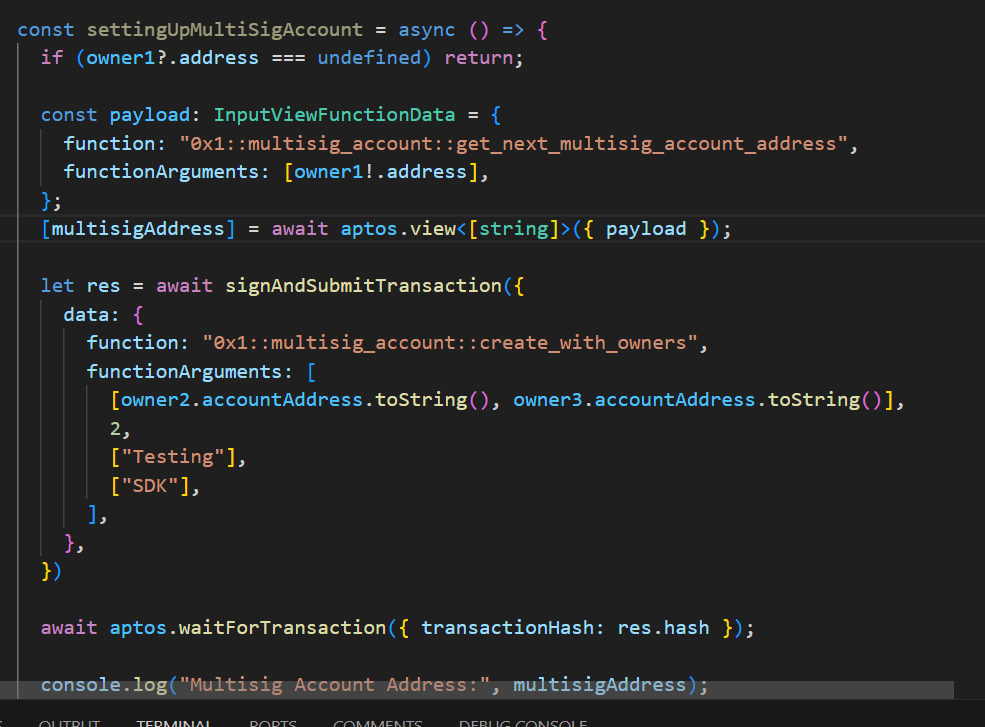 const settingUpMultiSigAccount = async () => {
if (owner1?.address === undefined) return;
const payload: InputViewFunctionData = {
function: "0x1::multisig_account::get_next_multisig_account_address",
functionArguments: [owner1!.address],
};
[multisigAddress] = await aptos.view<[string]>({ payload });
let res = await signAndSubmitTransaction({
data: {
function: "0x1::multisig_account::create_with_owners",
functionArguments: [
[owner2.accountAddress.toString(), owner3.accountAddress.toString()],
2,
["Testing"],
["SDK"],
],
},
})
await aptos.waitForTransaction({ transactionHash: res.hash });
console.log("Multisig Account Address:", multisigAddress);
OUTPUT TERMINAL PORTS COMMENTS DEBUG CONSOLE